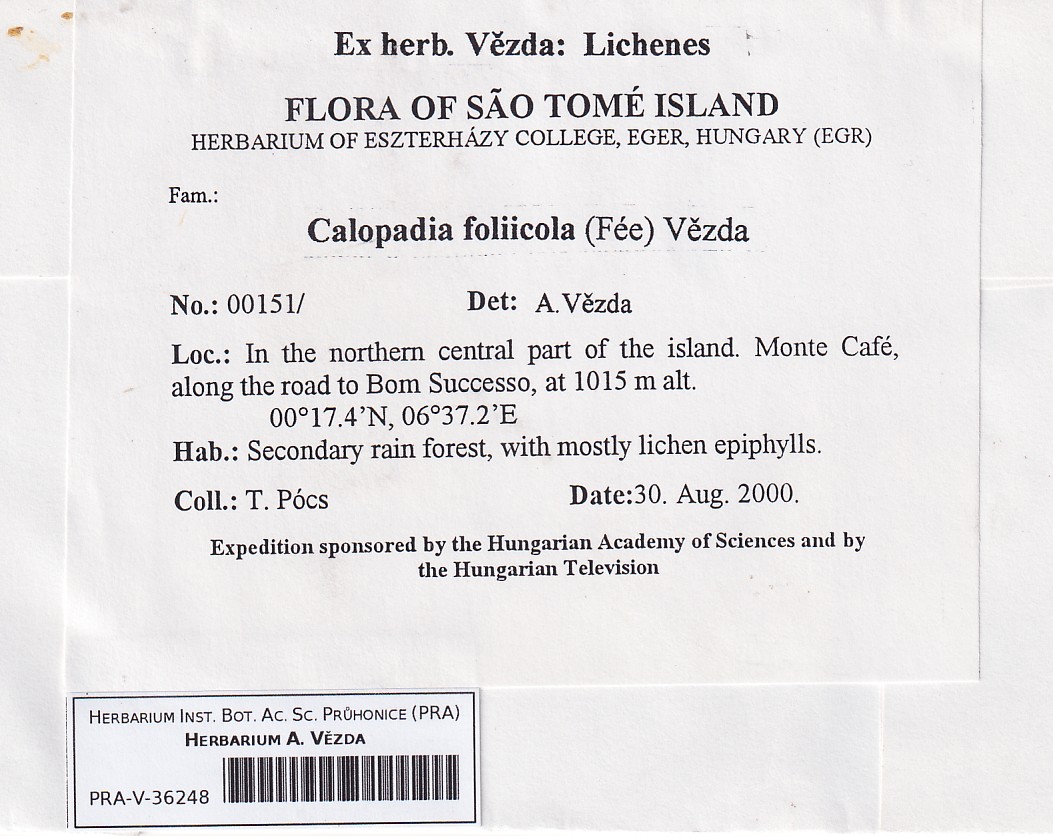 Ex herb. Vězda: Lichenes
FLORA OF SÃO TOMÉ ISLAND
HERBARIUM OF ESZTERHÁZY COLLEGE, EGER, HUNGARY (EGR)
Fam.:
Calopadia foliicola (Fée) Vězda
No.: 00151/ Det: A.Vězda
Loc.: In the northern central part of the island. Monte Café,
along the road to Bom Successo, at 1015 m alt.
00°17.4’N, 06°37.2’E
Hab.: Secondary rain forest, with mostly lichen epiphylls.
Coll.: T. Pócs Date:30. Aug. 2000.
Expedition sponsored by the Hungarian Academy of Sciences and by
the Hungarian Television
HERBARIUM INST. BOT. AC. SC. PRŮHONICE (PRA)
HERBARIUM A. VĚZDA
PRA-V-36248